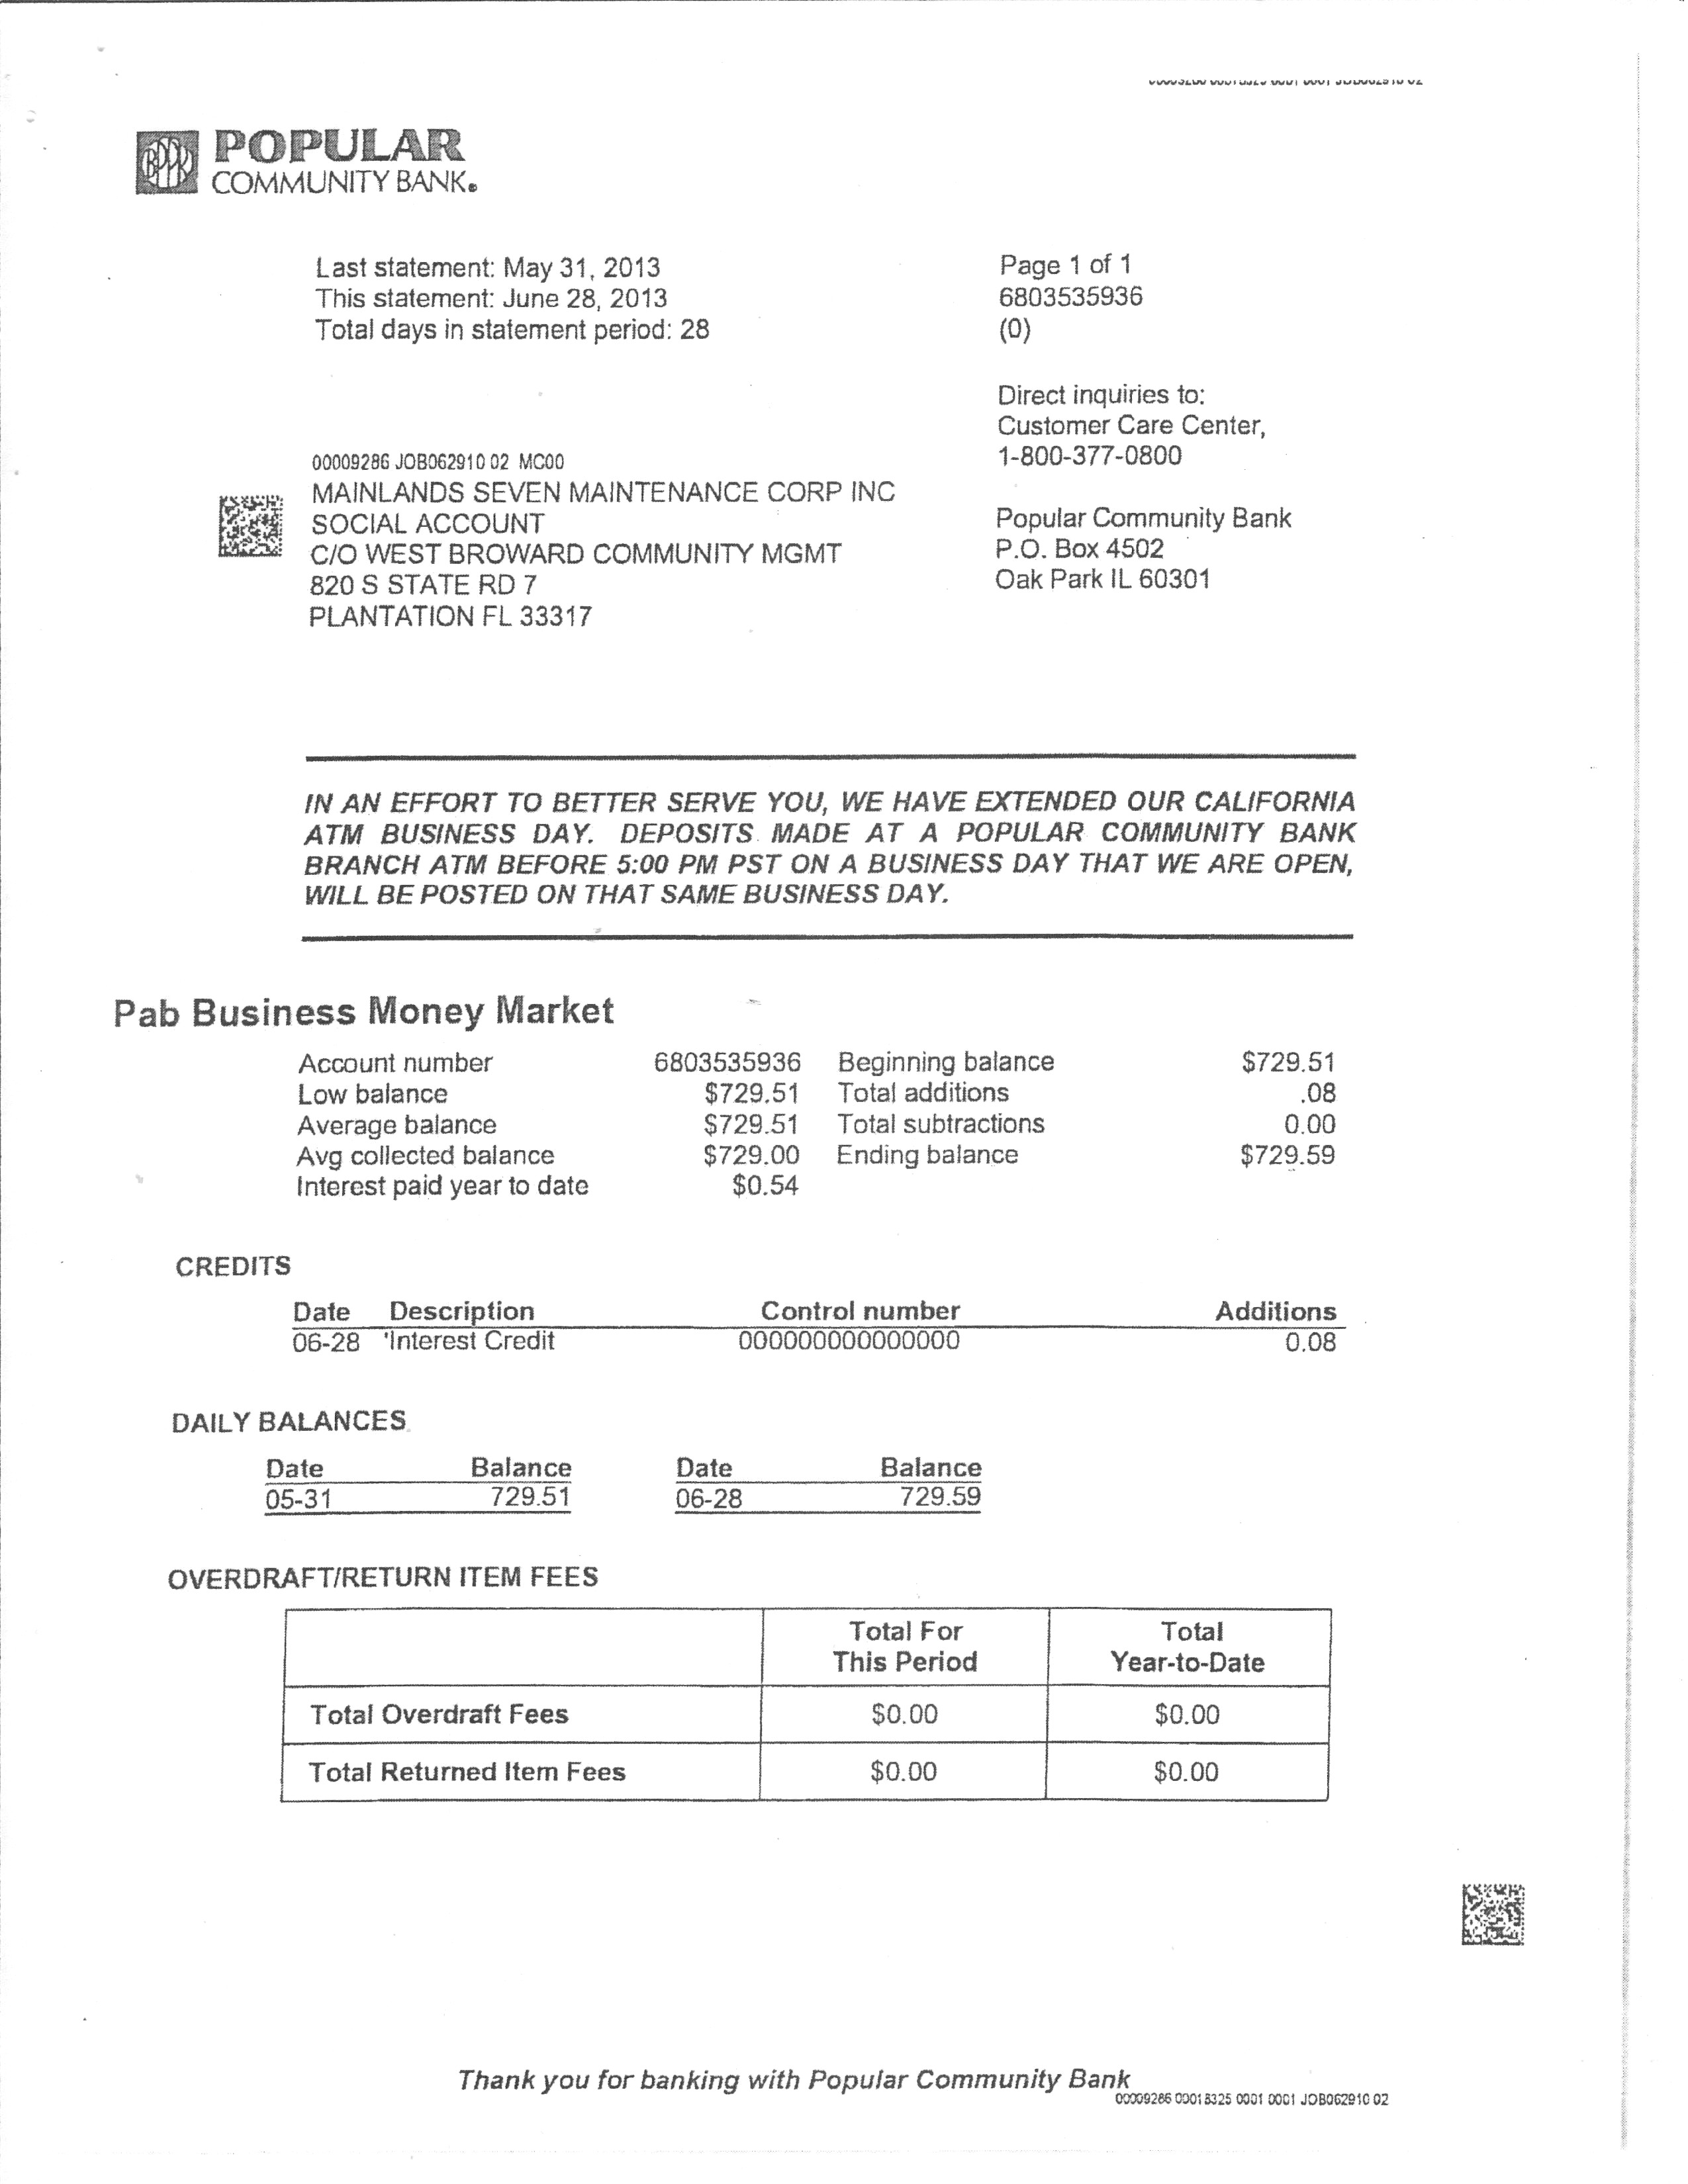 POPULAR
COMMUNITY BANK.
Last statement: May 31, 2013
This statement: June 28, 2013
Total days in statement period: 28
Page 1 of 1
6803535936
(0)
Direct inquiries to:
Customer Care Center,
1-800-377-0800
00009286 JOB062910 02 MC00
MAINLANDS SEVEN MAINTENANCE CORP INC
SOCIAL ACCOUNT
C/O WEST BROWARD COMMUNITY MGMT
820 S STATE RD 7
PLANTATION FL 33317
Popular Community Bank
P.O. Box 4502
Oak Park IL 60301
IN AN EFFORT TO BETTER SERVE YOU, WE HAVE EXTENDED OUR CALIFORNIA
ATM BUSINESS DAY. DEPOSITS MADE AT A POPULAR COMMUNITY BANK
BRANCH ATM BEFORE 5:00 PM PST ON A BUSINESS DAY THAT WE ARE OPEN,
WILL BE POSTED ON THAT SAME BUSINESS DAY.
Pab Business Money Market
Account number 6803535936 Beginning balance $729.51
Low balance $729.51 Total additions .08
Average balance $729.51 Total subtractions 0.00
Avg collected balance $729.00 Ending balance $729.59
Interest paid year to date $0.54
CREDITS
Date Description Control number Additions
06-28 'Interest Credit 000000000000000 0.08
DAILY BALANCES
Date Balance Date Balance
05-31 729.51 06-28 729.59
OVERDRAFT/RETURN ITEM FEES
Total For This Period Total Year-to-Date
Total Overdraft Fees $0.00 $0.00
Total Returned Item Fees $0.00 $0.00
Thank you for banking with Popular Community Bank
00009286 00018325 0001 0001 JOB062910 02